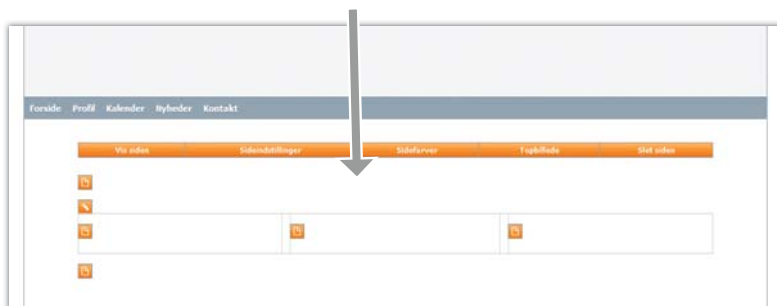 Forside Profil Kalender Nyheder Kontakt
Vis siden Sideindstillinger Sidefarver Topbillede Slet siden